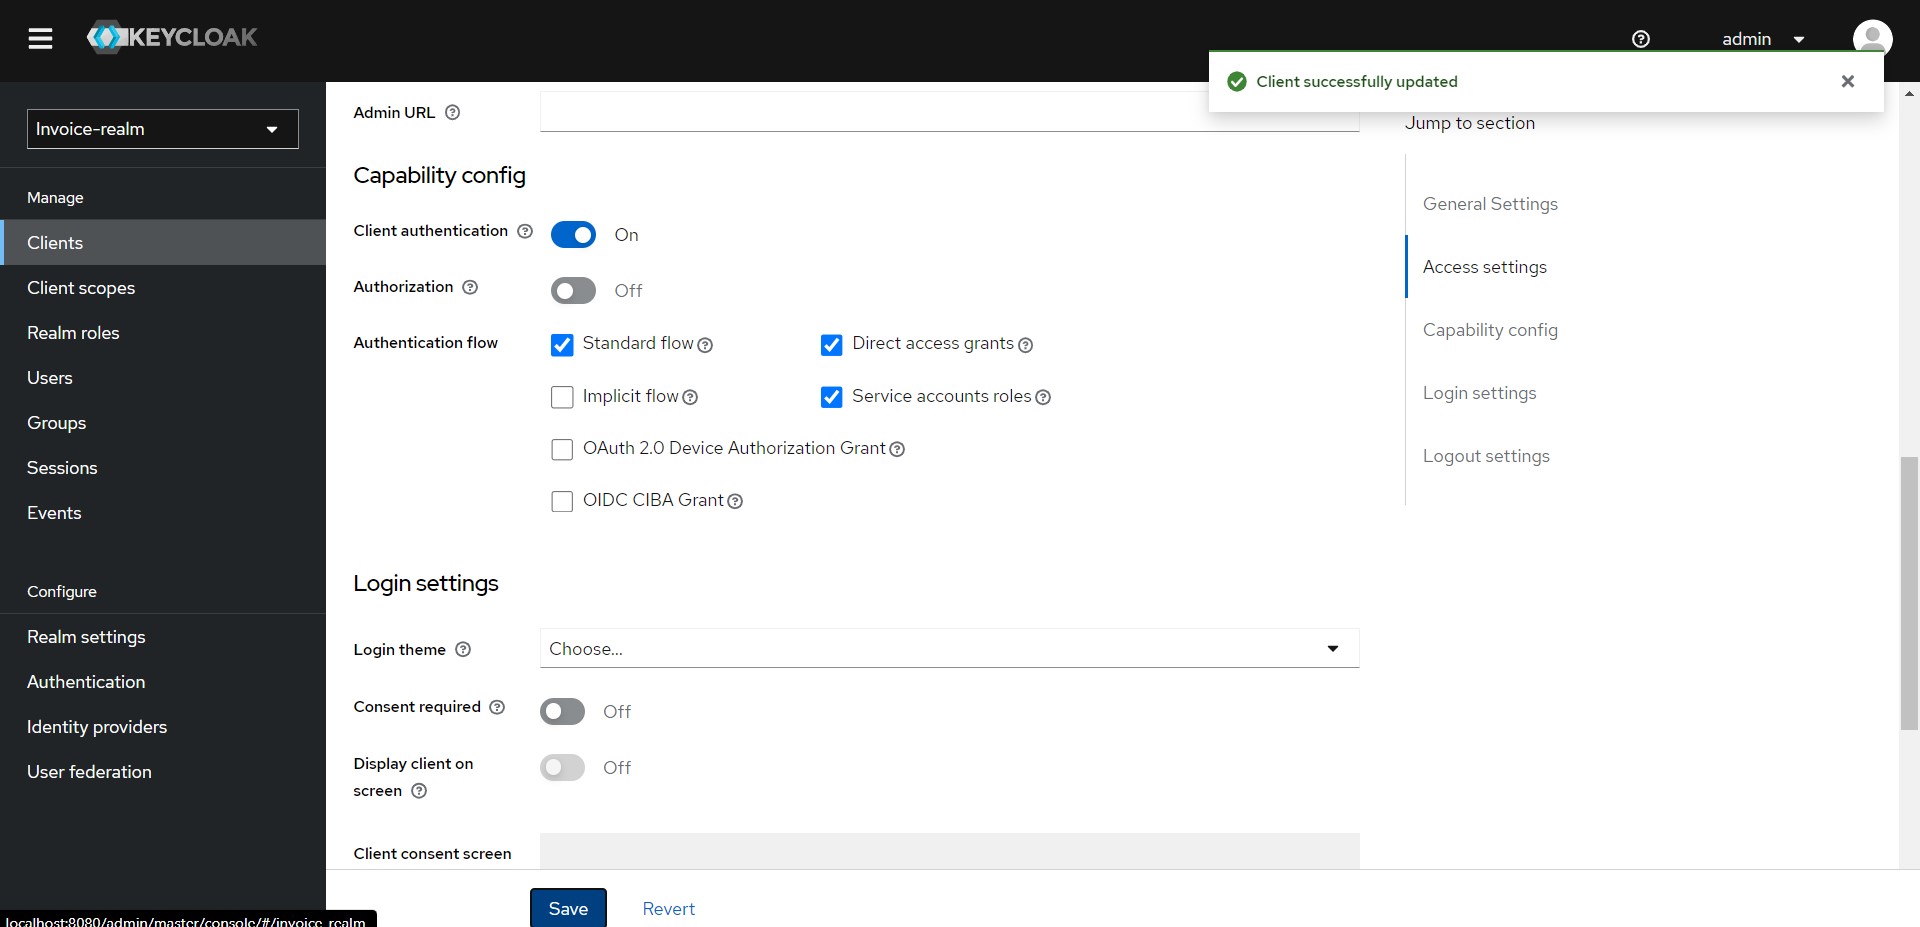 KEYCLOAK
admin
Client successfully updated
Invoice-realm
Manage
Clients
Client scopes
Realm roles
Users
Groups
Sessions
Events
Configure
Realm settings
Authentication
Identity providers
User federation
Admin URL
Capability config
Client authentication
On
Authorization
Off
Authentication flow
Standard flow
Direct access grants
Implicit flow
Service accounts roles
OAuth 2.0 Device Authorization Grant
OIDC CIBA Grant
Login settings
Login theme
Choose...
Consent required
Off
Display client on
screen
Off
Client consent screen
Save
Revert
Jump to section
General Settings
Access settings
Capability config
Login settings
Logout settings
localhost:8080/admin/master/console/#/invoice_realm